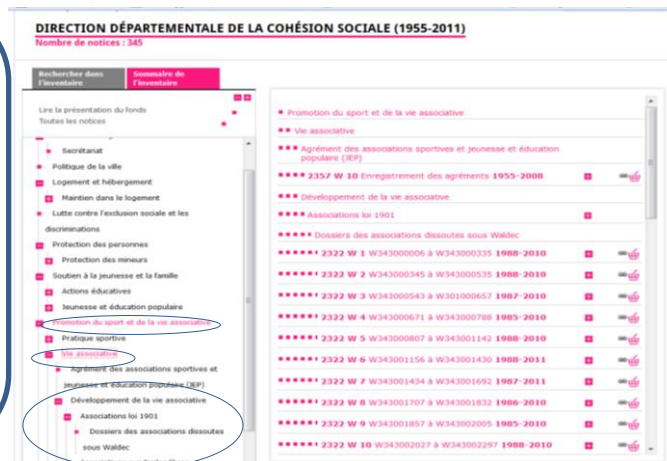 DIRECTION DÉPARTEMENTALE DE LA COHÉSION SOCIALE (1955-2011)
Nombre de notices : 345
Rechercher dans l'inventaire
Sommaire de l'inventaire
Lire la présentation du fonds
Toutes les notices
Secrétariat
Politique de la ville
Logement et hébergement
Maintien dans le logement
Lutte contre l'exclusion sociale et les
discriminations
Protection des personnes
Protection des mineurs
Soutien à la jeunesse et la famille
Actions éducatives
Jeunesse et éducation populaire
Promotion du sport et de la vie associative
Pratique sportive
Vie associative
Agrément des associations sportives et
jeunesse et éducation populaire (JEP)
Développement de la vie associative
Associations loi 1901
Dossiers des associations dissoutes
sous Waldec
Promotion du sport et de la vie associative
Vie associative
Agrément des associations sportives et jeunesse et éducation
populaire (JEP)
2357 W 10 Enregistrement des agréments 1955-2008
Développement de la vie associative
Associations loi 1901
Dossiers des associations dissoutes sous Waldec
2322 W 1 W343000006 à W343000335 1988-2010
2322 W 2 W343000345 à W343000535 1988-2010
2322 W 3 W343000543 à W301000657 1987-2010
2322 W 4 W343000671 à W343000788 1985-2010
2322 W 5 W343000807 à W343001142 1988-2010
2322 W 6 W343001156 à W343001430 1988-2011
2322 W 7 W343001434 à W343001692 1987-2011
2322 W 8 W343001707 à W343001832 1986-2010
2322 W 9 W343001857 à W343002005 1985-2010
2322 W 10 W343002027 à W343002297 1988-2010